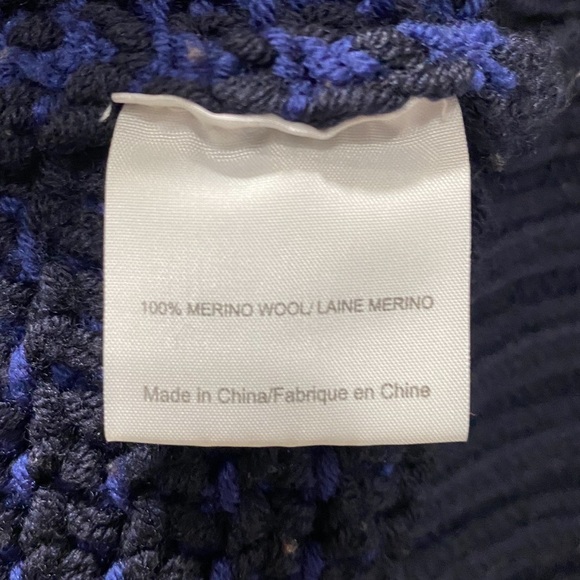 100% MERINO WOOL/ LAINE MERINO
Made in China/Fabrique en Chine